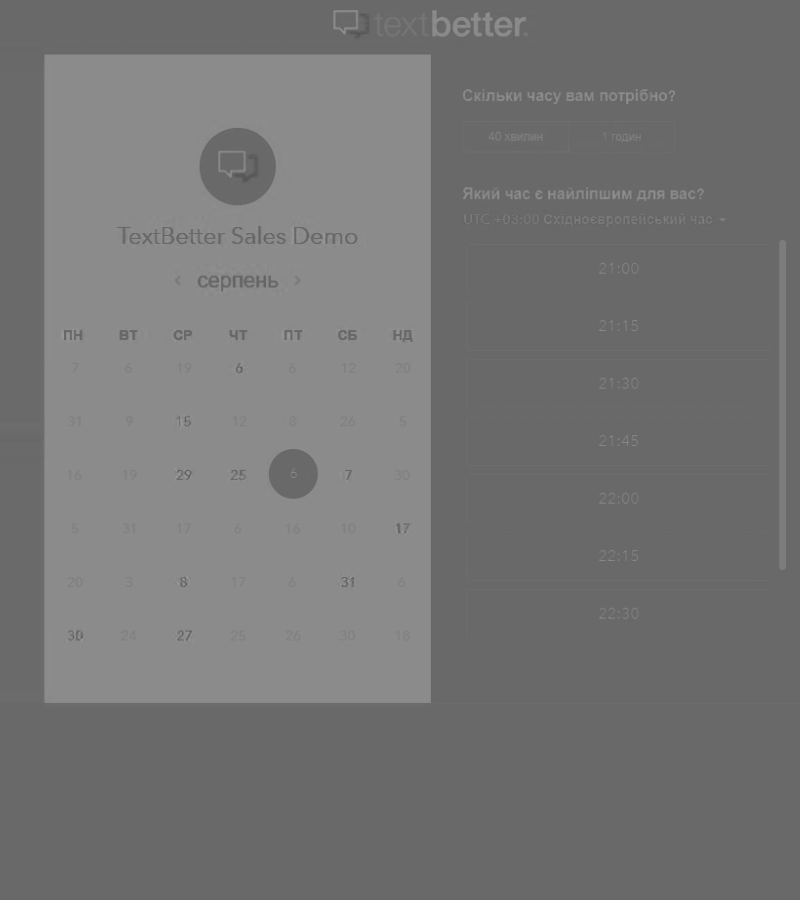 textbetter.
TextBetter Sales Demo
‹ серпень ›
ПН ВТ СР ЧТ ПТ СБ НД
7 6 19 6 6 12 20
31 9 15 12 8 26 5
16 19 29 25 6 7 30
5 31 17 6 16 10 17
20 3 8 17 6 31 6
30 24 27 25 26 30 18
Скільки часу вам потрібно?
40 хвилин 1 годин
Який час є найліпшим для вас?
UTC +03:00 Східноєвропейський час
21:00
21:15
21:30
21:45
22:00
22:15
22:30